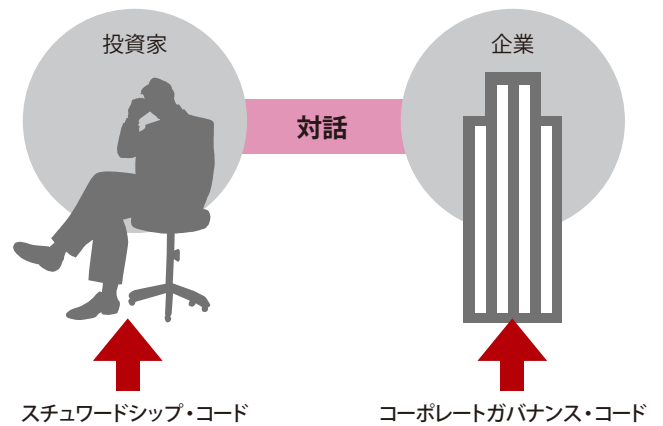 投資家
企業
対話
スチュワードシップ・コード
コーポレートガバナンス・コード